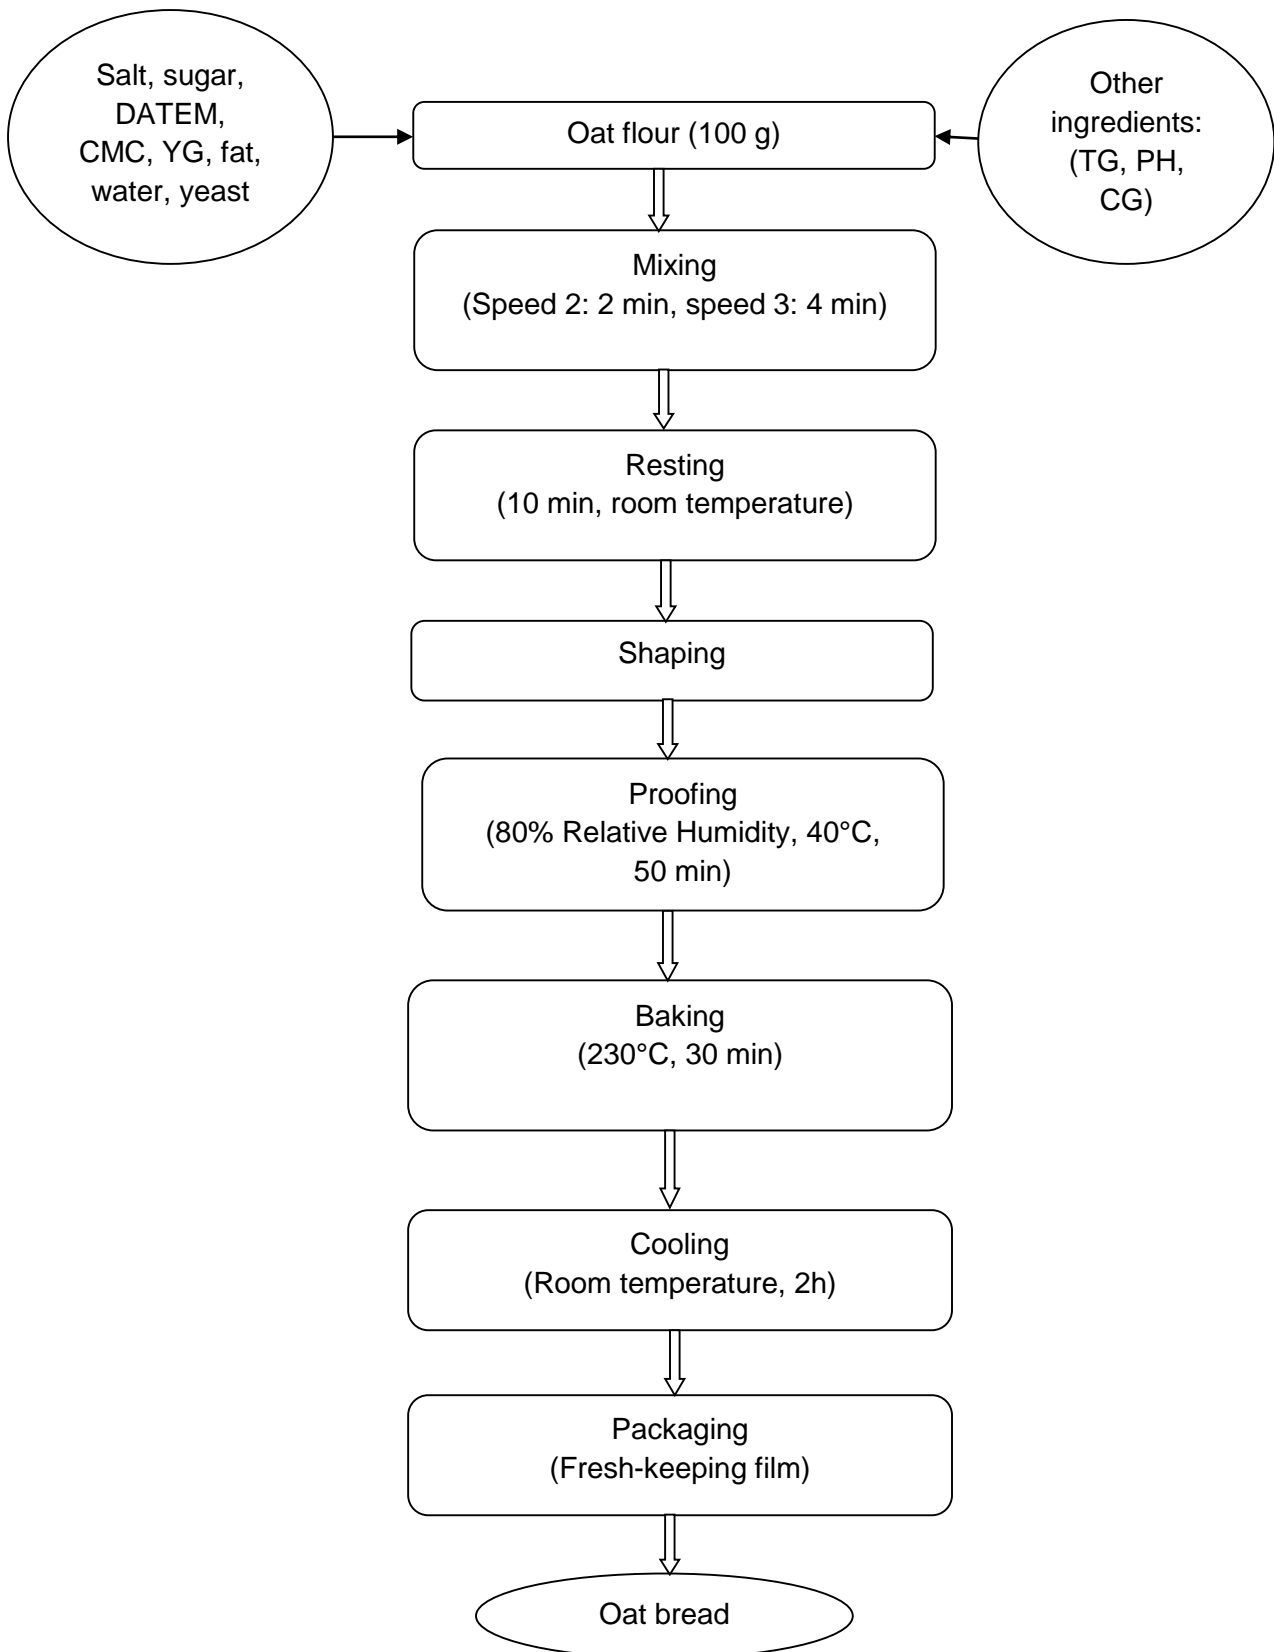 Salt, sugar,
DATEM,
CMC, YG, fat,
water, yeast
Oat flour (100 g)
Other
ingredients:
(TG, PH,
CG)
Mixing
(Speed 2: 2 min, speed 3: 4 min)
Resting
(10 min, room temperature)
Shaping
Proofing
(80% Relative Humidity, 40°C,
50 min)
Baking
(230°C, 30 min)
Cooling
(Room temperature, 2h)
Packaging
(Fresh-keeping film)
Oat bread